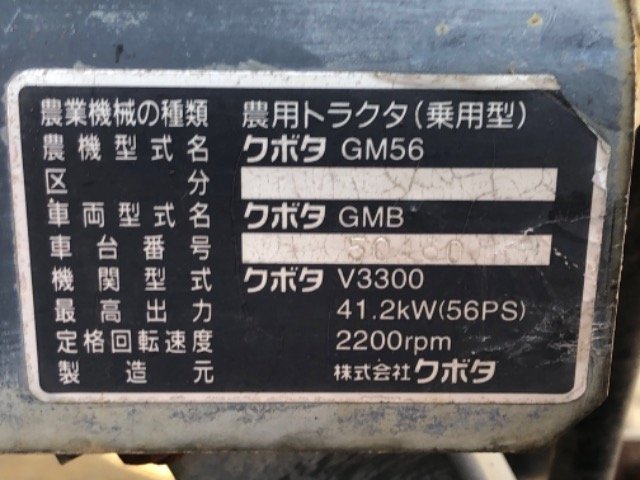 農業機械の種類 農用トラクタ(乗用型)
農機型式名 クボタ GM56
区分
車両型式名 クボタ GMB
車台番号
機関型式 クボタ V3300
最高出力 41.2kW(56PS)
定格回転速度 2200rpm
製造元 株式会社クボタ